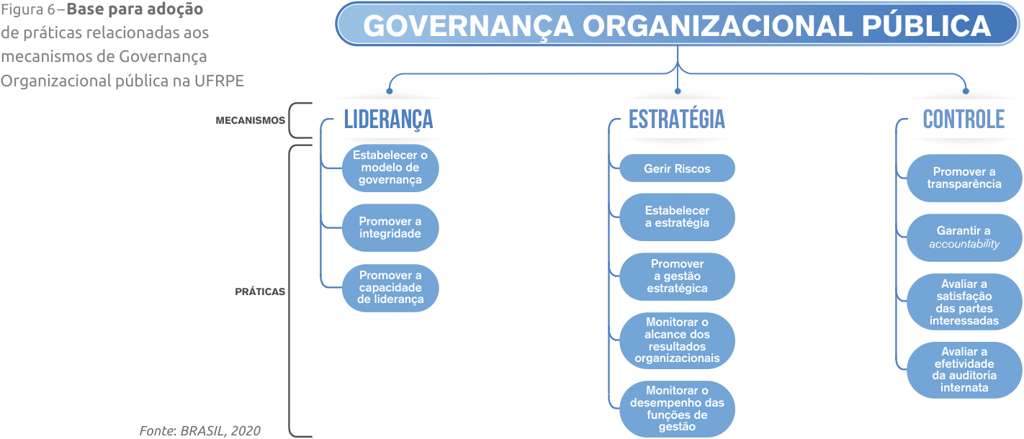 Figura 6–Base para adoção
de práticas relacionadas aos
mecanismos de Governança
Organizacional pública na UFRPE
GOVERNANÇA ORGANIZACIONAL PÚBLICA
MECANISMOS
LIDERANÇA
ESTRATÉGIA
CONTROLE
PRÁTICAS
Estabelecer o
modelo de
governança
Promover a
integridade
Promover a
capacidade
de liderança
Gerir Riscos
Estabelecer
a estratégia
Promover
a gestão
estratégica
Monitorar o
alcance dos
resultados
organizacionais
Monitorar o
desempenho das
funções de
gestão
Promover a
transparência
Garantir a
accountability
Avaliar a
satisfação
das partes
interessadas
Avaliar a
efetividade
da auditoria
internata
Fonte: BRASIL, 2020